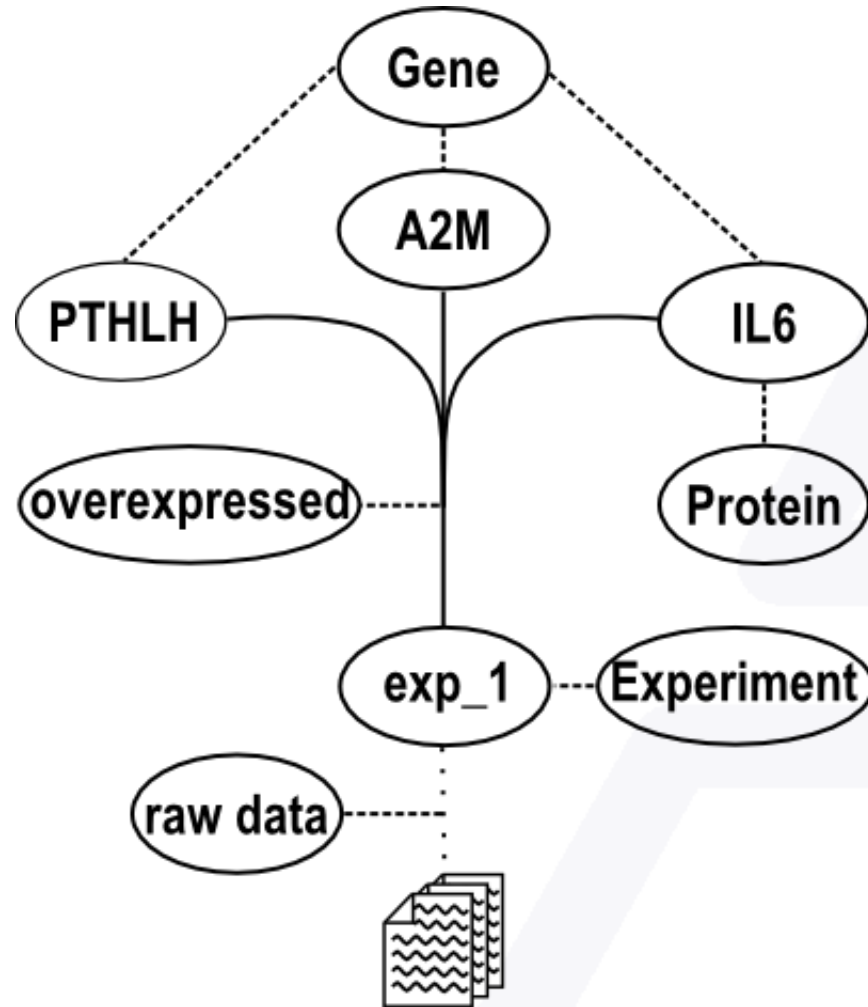 Gene
A2M
PTHLH
IL6
overexpressed
Protein
exp_1
Experiment
raw data